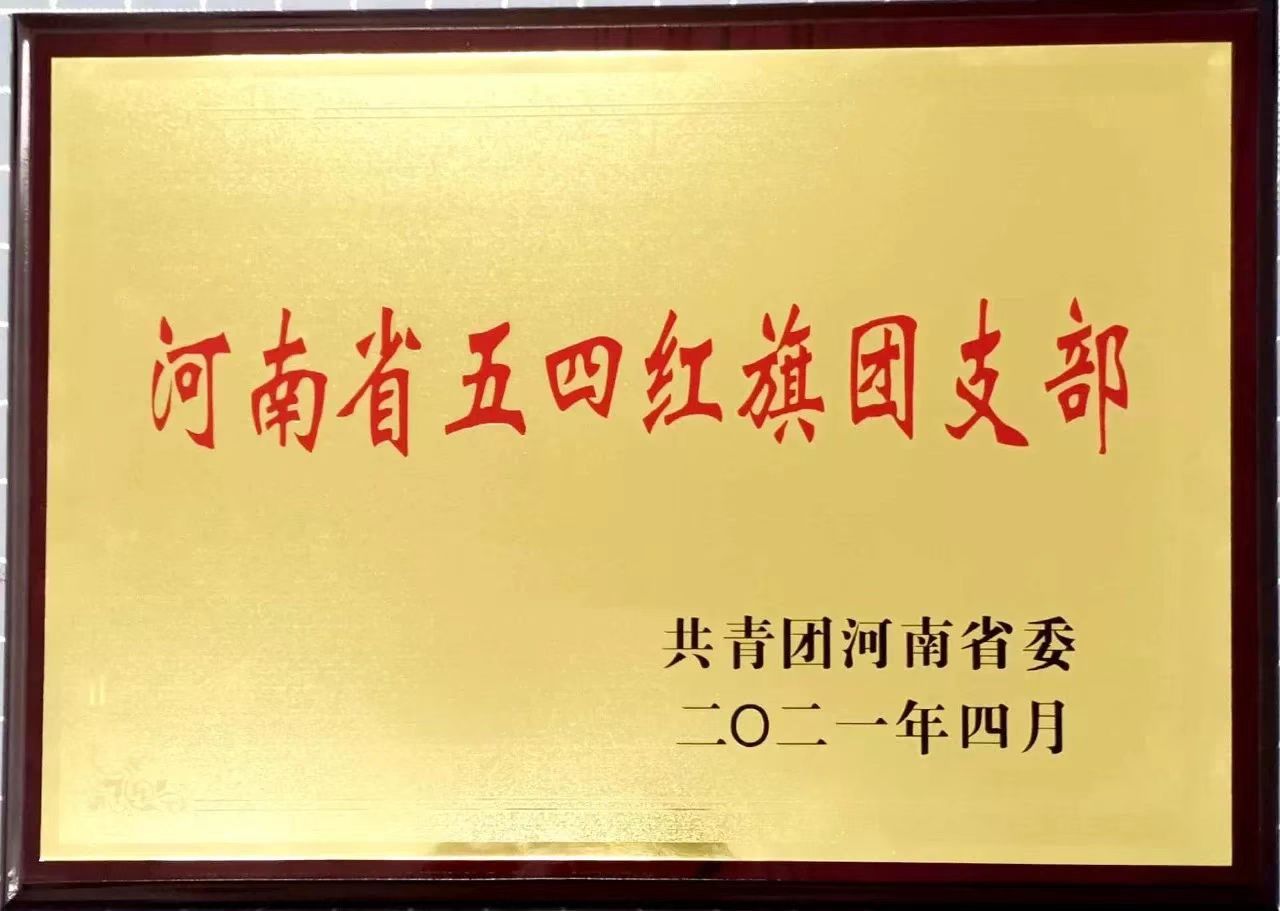 河南省五四红旗团支部
共青团河南省委
二〇二一年四月